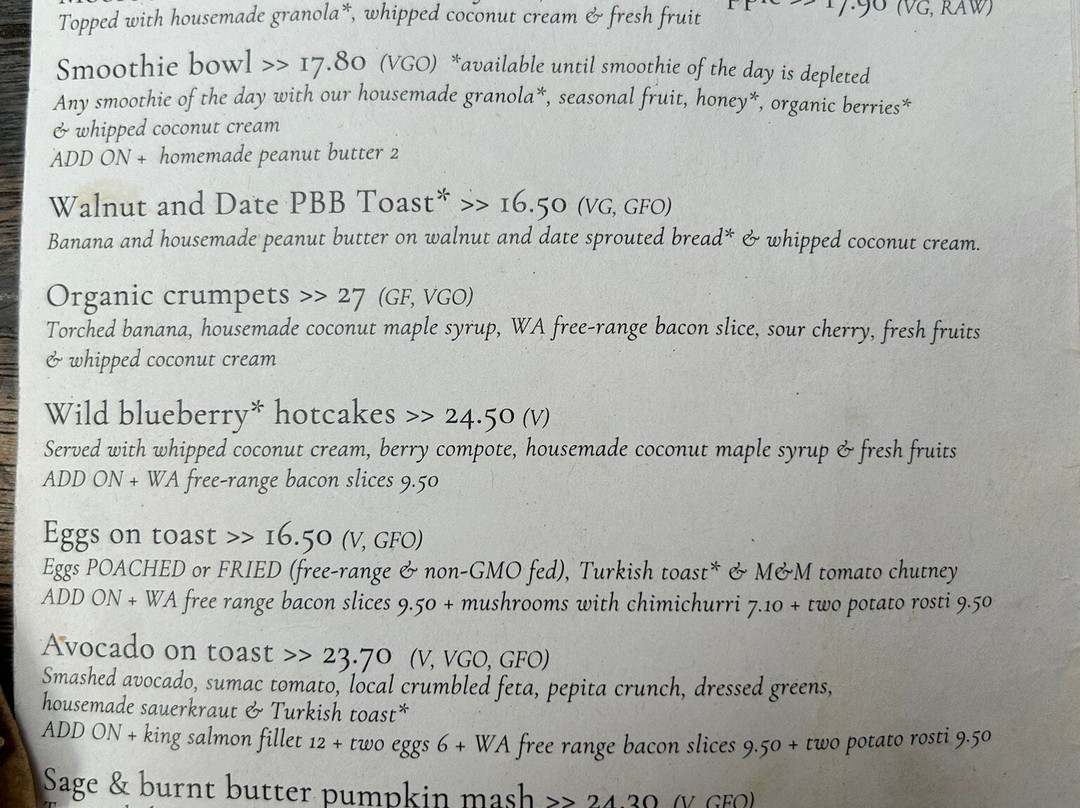 Topped with housemade granola*, whipped coconut cream & fresh fruit
17.90 (VG, RAW)
Smoothie bowl >> 17.80 (VGO) *available until smoothie of the day is depleted
Any smoothie of the day with our housemade granola*, seasonal fruit, honey*, organic berries*
& whipped coconut cream
ADD ON + homemade peanut butter 2
Walnut and Date PBB Toast* >> 16.50 (VG, GFO)
Banana and housemade peanut butter on walnut and date sprouted bread* & whipped coconut cream.
Organic crumpets >> 27 (GF, VGO)
Torched banana, housemade coconut maple syrup, WA free-range bacon slice, sour cherry, fresh fruits
& whipped coconut cream
Wild blueberry* hotcakes >> 24.50 (V)
Served with whipped coconut cream, berry compote, housemade coconut maple syrup & fresh fruits
ADD ON + WA free-range bacon slices 9.50
Eggs on toast >> 16.50 (V, GFO)
Eggs POACHED or FRIED (free-range & non-GMO fed), Turkish toast* & M&M tomato chutney
ADD ON + WA free range bacon slices 9.50 + mushrooms with chimichurri 7.10 + two potato rosti 9.50
Avocado on toast >> 23.70 (V, VGO, GFO)
Smashed avocado, sumac tomato, local crumbled feta, pepita crunch, dressed greens,
housemade sauerkraut & Turkish toast*
ADD ON + king salmon fillet 12 + two eggs 6 + WA free range bacon slices 9.50 + two potato rosti 9.50
Sage & burnt butter pumpkin mash >> 24.30 (V, GFO)